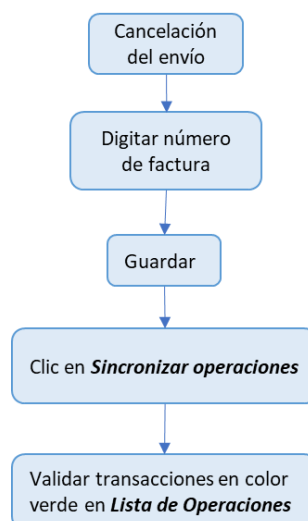 Cancelación
del envío
Digitar número
de factura
Guardar
Clic en Sincronizar operaciones
Validar transacciones en color
verde en Lista de Operaciones